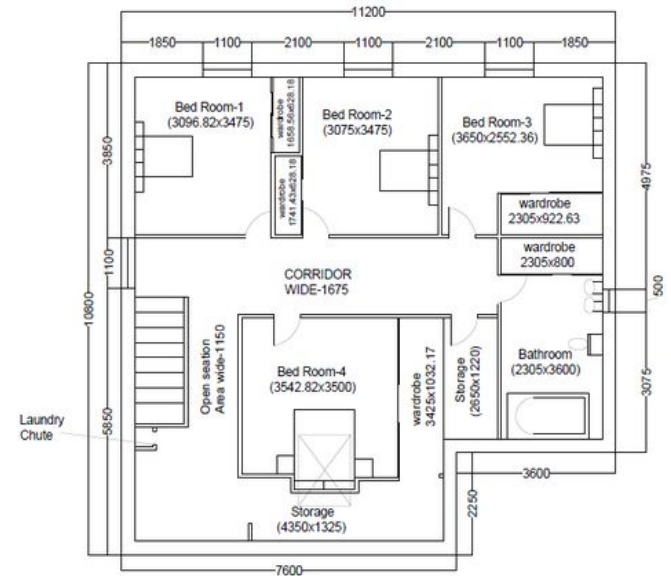 11200
1850
1100
2100
1100
2100
1100
1850
Bed Room-1
(3096.82x3475)
wardrobe
1658.56x628.18
Bed Room-2
(3075x3475)
Bed Room-3
(3650x2552.36)
wardrobe
1741.43x628.18
wardrobe
2305x922.63
wardrobe
2305x800
3850
1100
10800
5850
4975
500
3075
CORRIDOR
WIDE-1675
Open seation
Area wide-1150
Bed Room-4
(3542.82x3500)
wardrobe
3425x1032.17
Storage
(2650x1220)
Bathroom
(2305x3600)
Laundry
Chute
Storage
(4350x1325)
3600
2250
7600